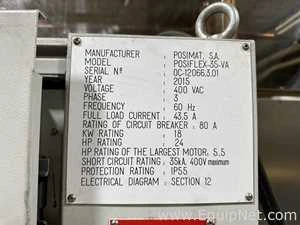 MANUFACTURER : POSIMAT, S.A.
MODEL : POSIFLEX-3S-VA
SERIAL Nº : OC-12066.3.01
YEAR : 2015
VOLTAGE : 400 VAC
PHASE : 3
FREQUENCY : 60 Hz
FULL LOAD CURRENT : 43,5 A
RATING OF CIRCUIT BREAKER : 80 A
KW RATING : 18
HP RATING : 24
HP RATING OF THE LARGEST MOTOR: 5,5
SHORT CIRCUIT RATING : 35kA, 400V maximum
PROTECTION RATING : IP55
ELECTRICAL DIAGRAM : SECTION 12
© www.EquipNet.com